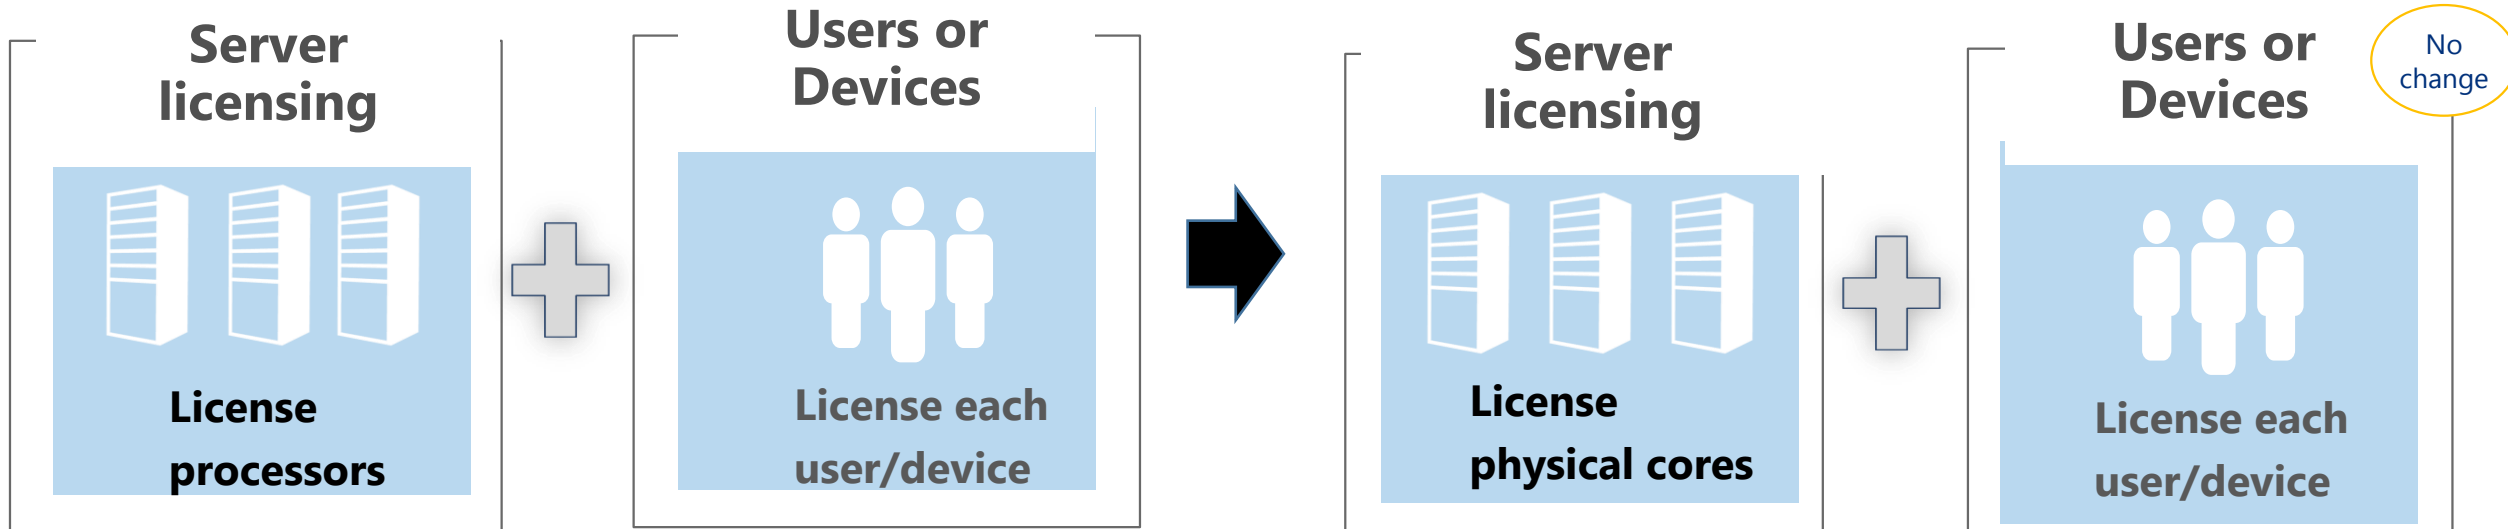 Server
licensing
License
processors
Users or
Devices
License each
user/device
Server
licensing
License
physical cores
Users or
Devices
No
change
License each
user/device